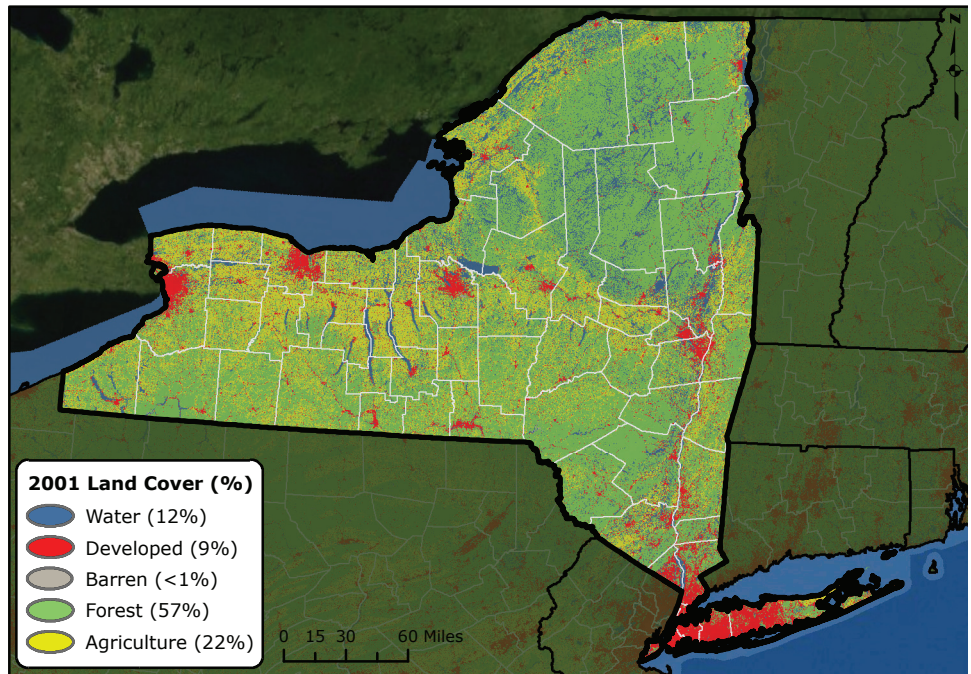 N
2001 Land Cover (%)
Water (12%)
Developed (9%)
Barren (<1%)
Forest (57%)
Agriculture (22%)
0 15 30 60 Miles